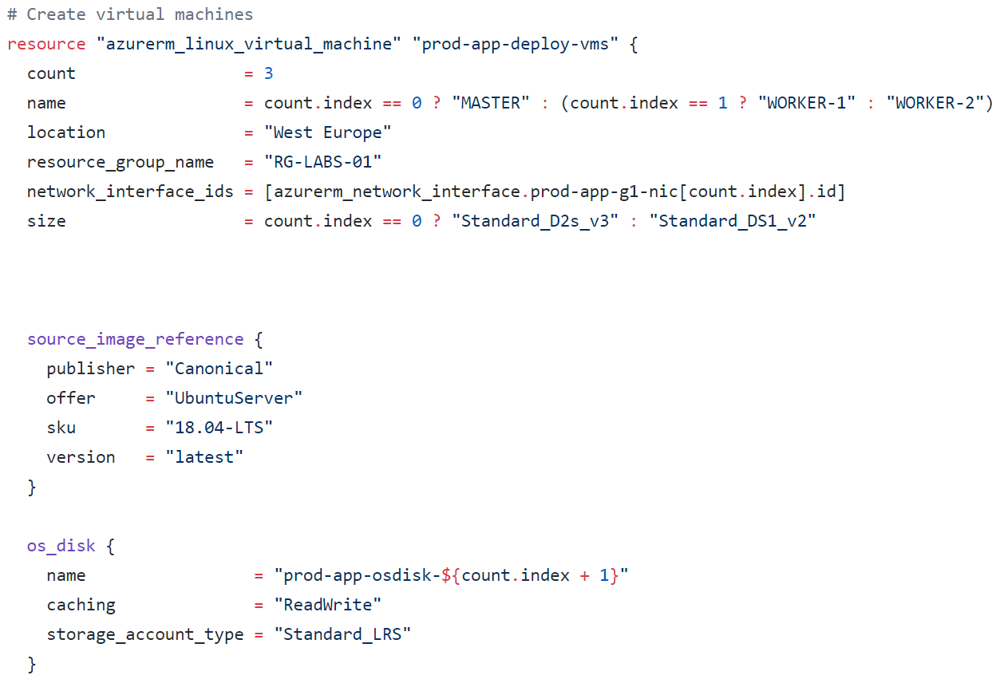 # Create virtual machines
resource "azurerm_linux_virtual_machine" "prod-app-deploy-vms" {
  count                 = 3
  name                  = count.index == 0 ? "MASTER" : (count.index == 1 ? "WORKER-1" : "WORKER-2")
  location              = "West Europe"
  resource_group_name   = "RG-LABS-01"
  network_interface_ids = [azurerm_network_interface.prod-app-g1-nic[count.index].id]
  size                  = count.index == 0 ? "Standard_D2s_v3" : "Standard_DS1_v2"
  source_image_reference {
    publisher = "Canonical"
    offer     = "UbuntuServer"
    sku       = "18.04-LTS"
    version   = "latest"
  }
  os_disk {
    name                 = "prod-app-osdisk-${count.index + 1}"
    caching              = "ReadWrite"
    storage_account_type = "Standard_LRS"
  }